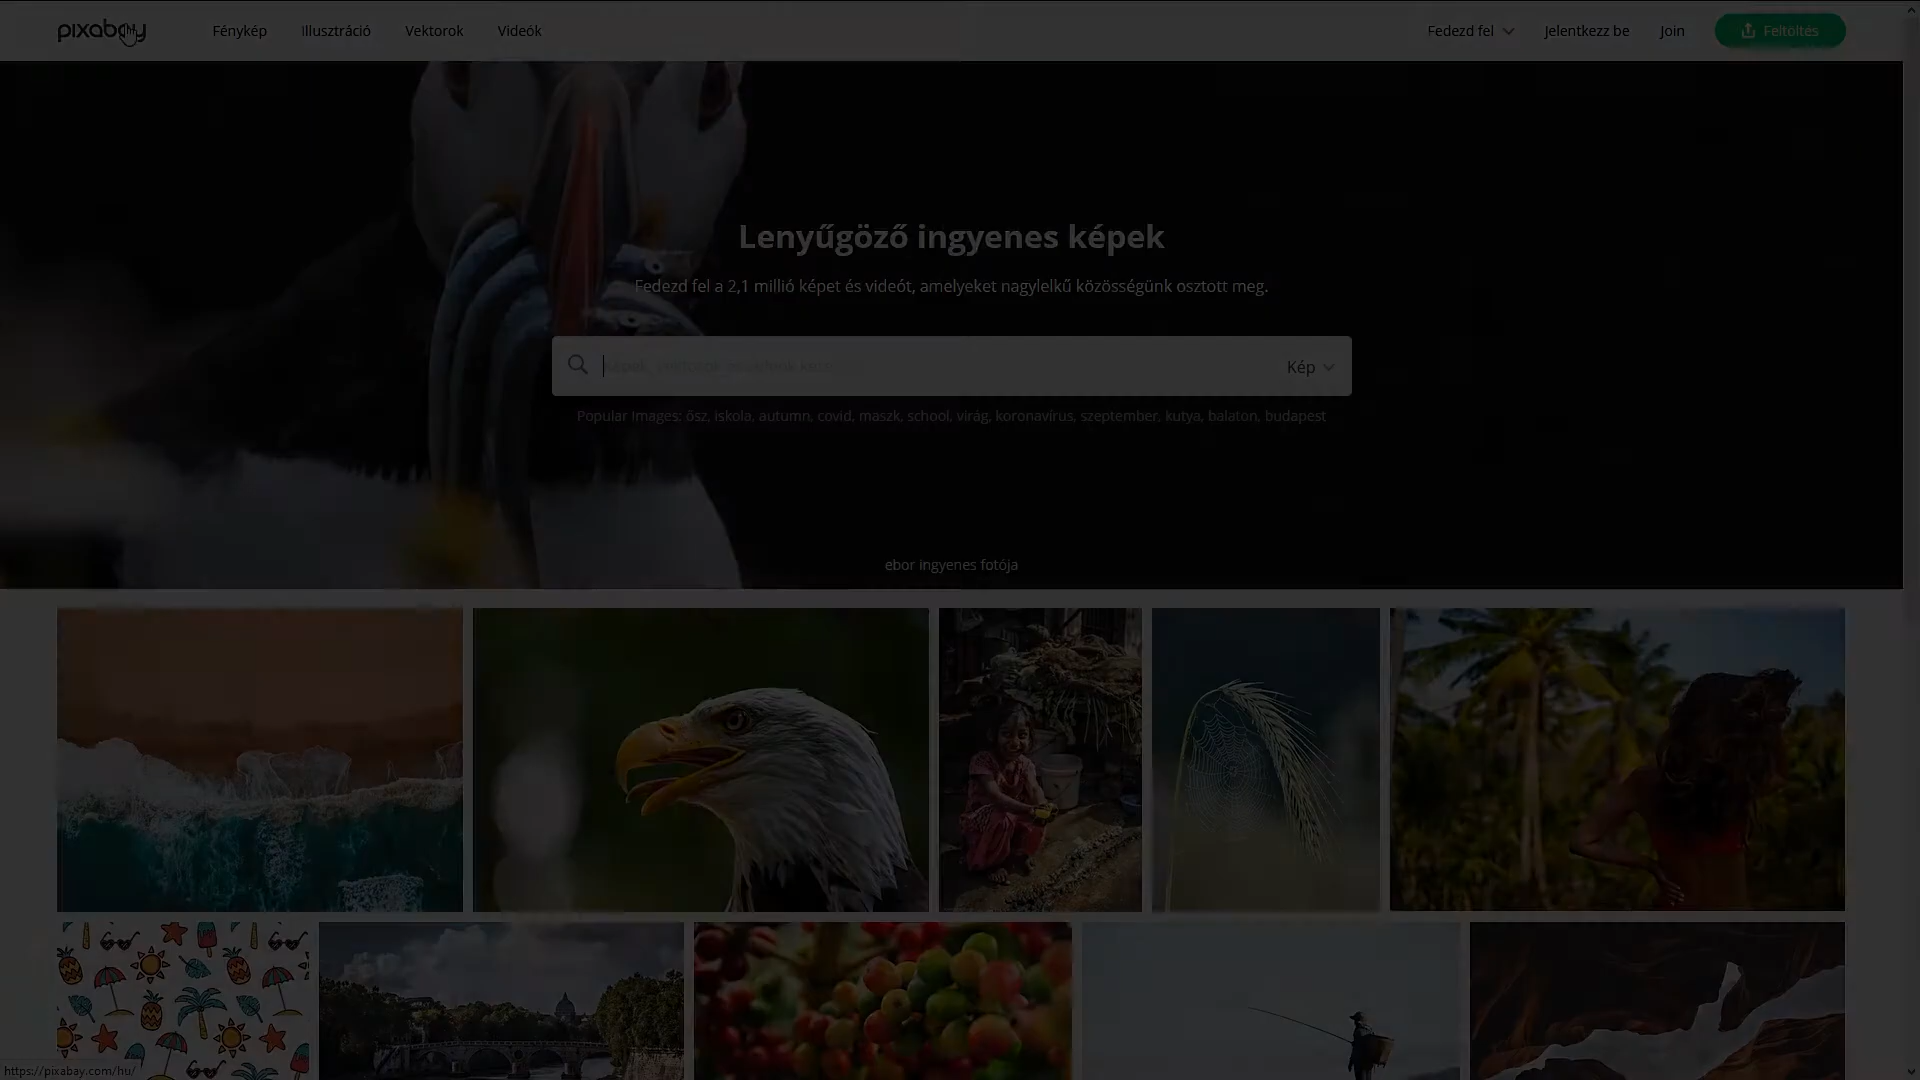 pixabay Fénykép Illusztráció Vektorok Videók Fedezd fel Jelentkezz be Join Feltöltés
Lenyűgöző ingyenes képek
Fedezd fel a 2,1 millió képet és videót, amelyeket nagylelkű közösségünk osztott meg.
Kép
Popular Images: ősz, iskola, autumn, covid, maszk, school, virág, koronavírus, szeptember, kutya, balaton, budapest
ebor ingyenes fotója
https://pixabay.com/hu/